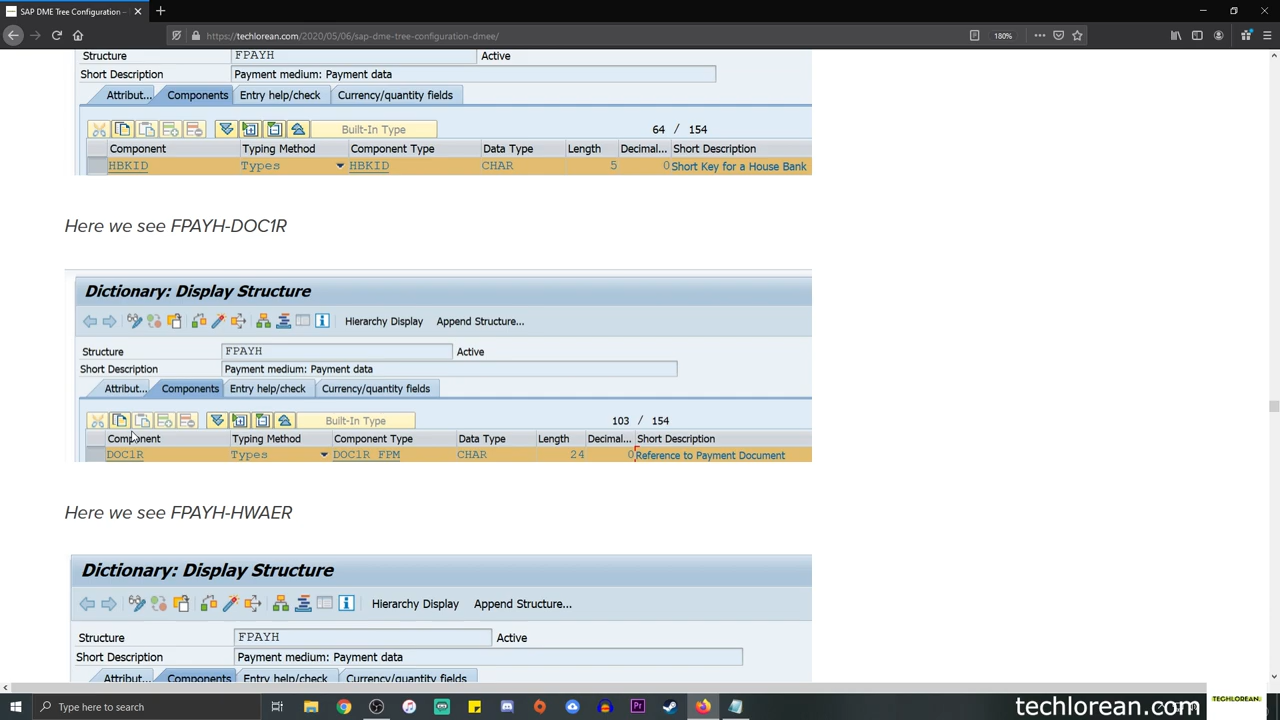 SAP DME Tree Configuration –
https://techlorean.com/2020/05/06/sap-dme-tree-configuration-dmee/
180%
Structure FPAYH Active
Short Description Payment medium: Payment data
Attribut... Components Entry help/check Currency/quantity fields
Built-In Type 64 / 154
Component Typing Method Component Type Data Type Length Decimal... Short Description
HBKID Types HBKID CHAR 5 0 Short Key for a House Bank
Here we see FPAYH-DOC1R
Dictionary: Display Structure
Hierarchy Display Append Structure...
Structure FPAYH Active
Short Description Payment medium: Payment data
Attribut... Components Entry help/check Currency/quantity fields
Built-In Type 103 / 154
Component Typing Method Component Type Data Type Length Decimal... Short Description
DOC1R Types DOC1R_FPM CHAR 24 0 Reference to Payment Document
Here we see FPAYH-HWAER
Dictionary: Display Structure
Hierarchy Display Append Structure...
Structure FPAYH Active
Short Description Payment medium: Payment data
Attribut... Components Entry help/check Currency/quantity fields
Type here to search
techlorean.com
TECHLOREAN